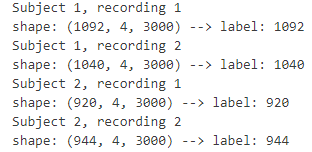 Subject 1, recording 1
shape: (1092, 4, 3000) --> label: 1092
Subject 1, recording 2
shape: (1040, 4, 3000) --> label: 1040
Subject 2, recording 1
shape: (920, 4, 3000) --> label: 920
Subject 2, recording 2
shape: (944, 4, 3000) --> label: 944